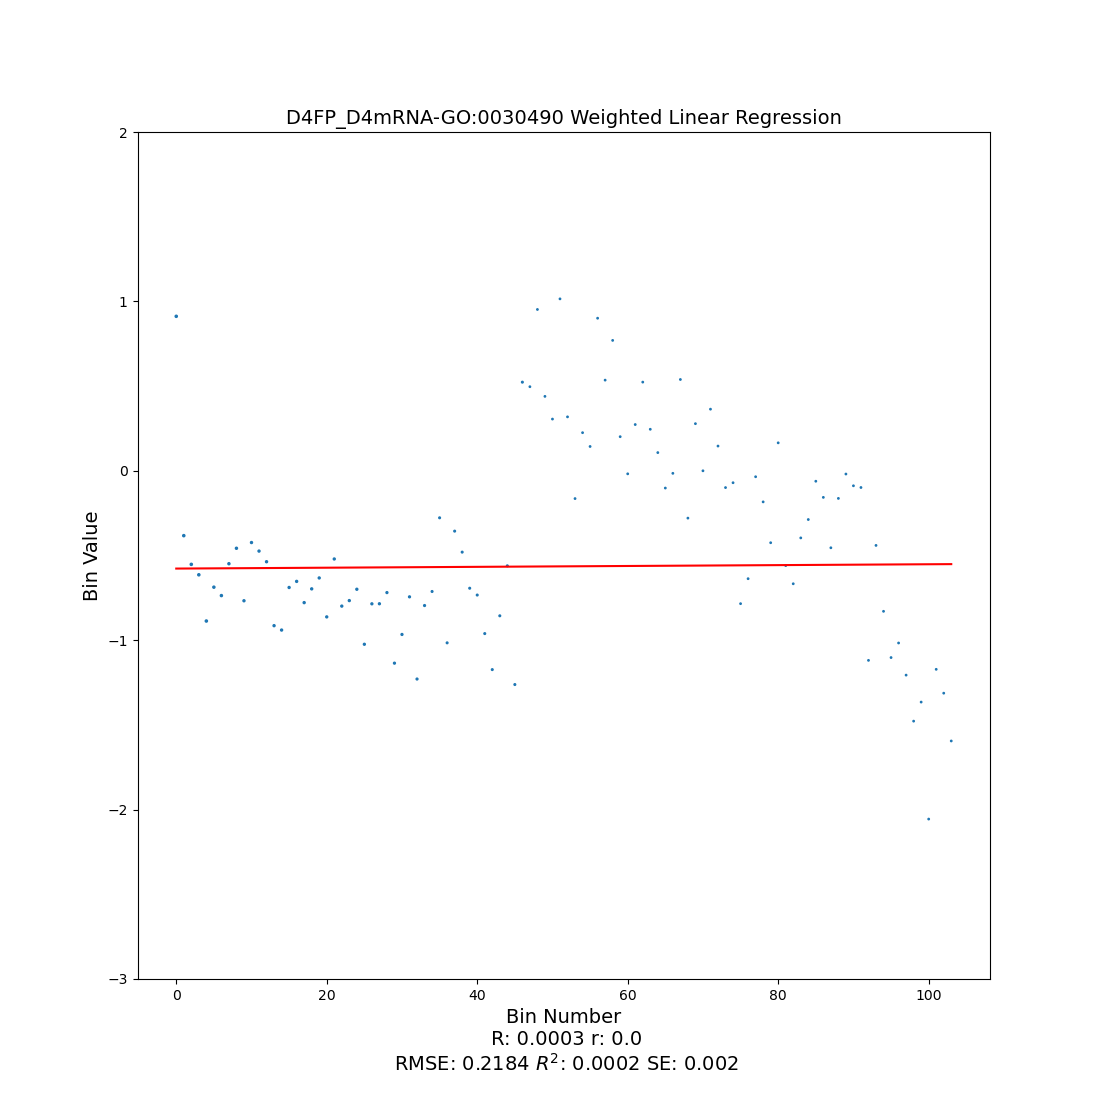 D4FP_D4mRNA-GO:0030490 Weighted Linear Regression
2
1
0
−1
−2
−3
Bin Value
0 20 40 60 80 100
Bin Number
R: 0.0003 r: 0.0
RMSE: 0.2184 R²: 0.0002 SE: 0.002